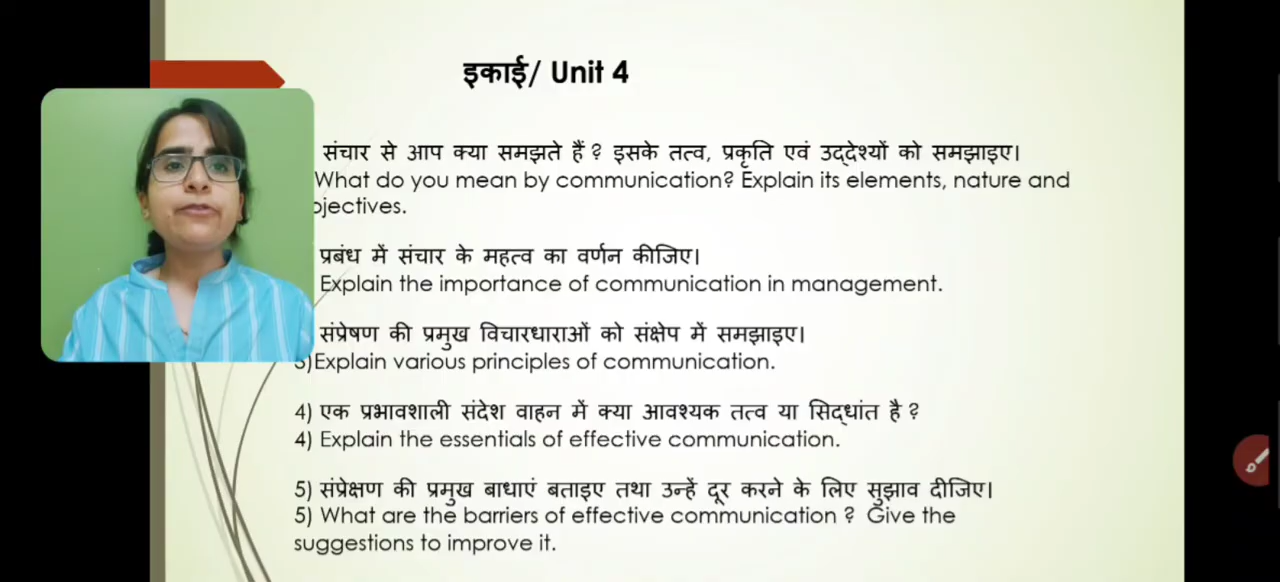 इकाई/ Unit 4
संचार से आप क्या समझते हैं ? इसके तत्व, प्रकृति एवं उद्देश्यों को समझाइए।
What do you mean by communication? Explain its elements, nature and
ojectives.
प्रबंध में संचार के महत्व का वर्णन कीजिए।
Explain the importance of communication in management.
संप्रेषण की प्रमुख विचारधाराओं को संक्षेप में समझाइए।
3)Explain various principles of communication.
4) एक प्रभावशाली संदेश वाहन में क्या आवश्यक तत्व या सिद्धांत है ?
4) Explain the essentials of effective communication.
5) संप्रेक्षण की प्रमुख बाधाएं बताइए तथा उन्हें दूर करने के लिए सुझाव दीजिए।
5) What are the barriers of effective communication ? Give the
suggestions to improve it.